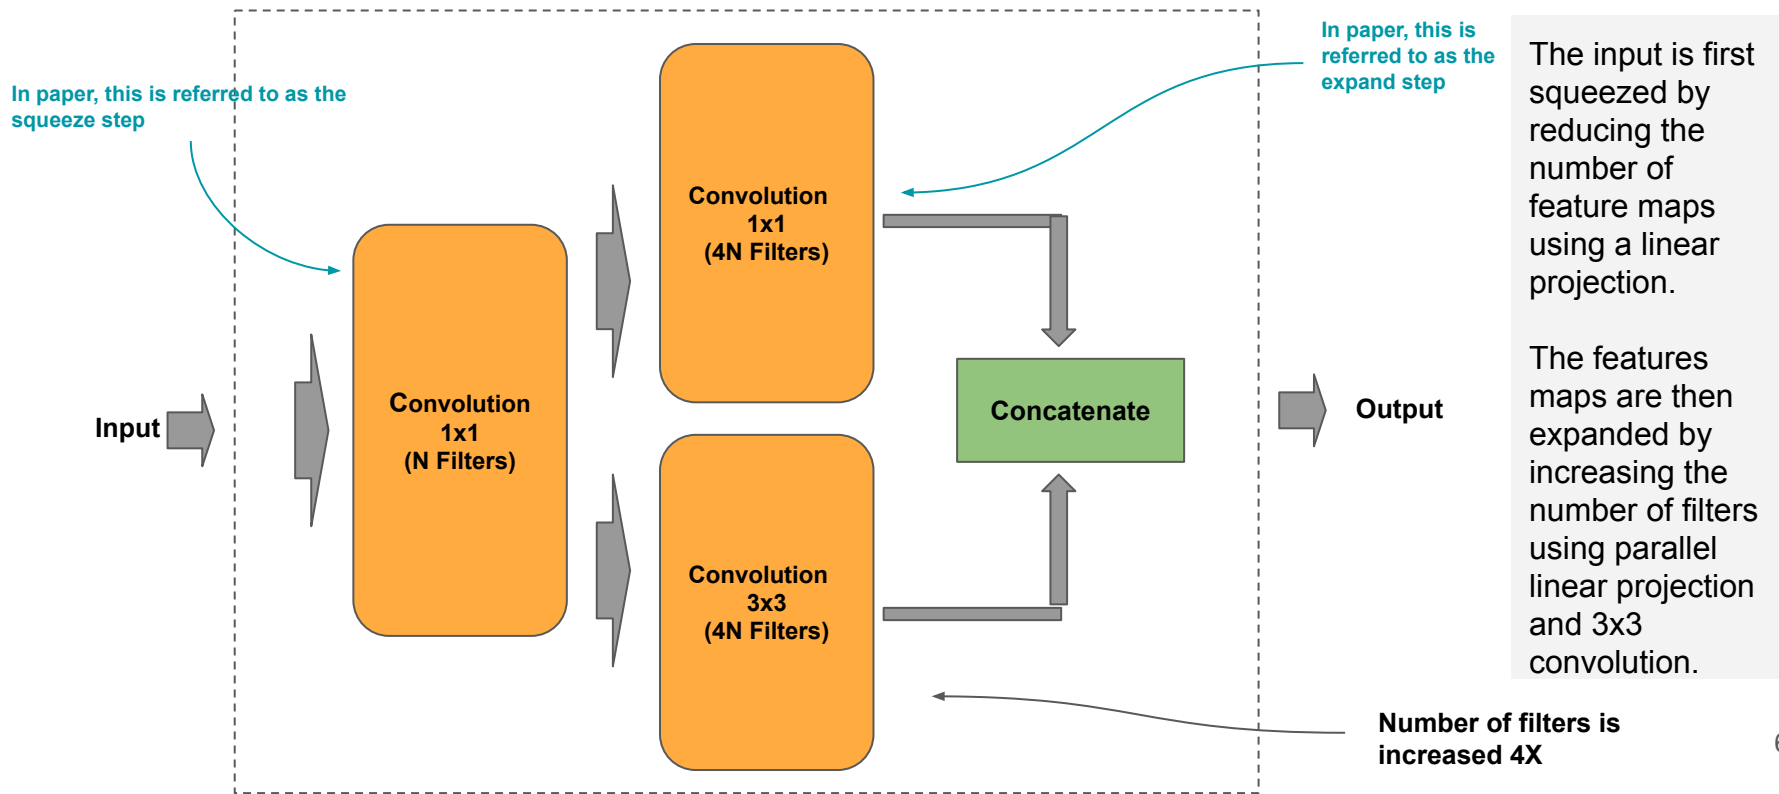 In paper, this is referred to as the
squeeze step
Input
Convolution
1x1
(N Filters)
Convolution
1x1
(4N Filters)
Convolution
3x3
(4N Filters)
In paper, this is
referred to as the
expand step
Concatenate
Output
Number of filters is
increased 4X
The input is first
squeezed by
reducing the
number of
feature maps
using a linear
projection.
The features
maps are then
expanded by
increasing the
number of filters
using parallel
linear projection
and 3x3
convolution.